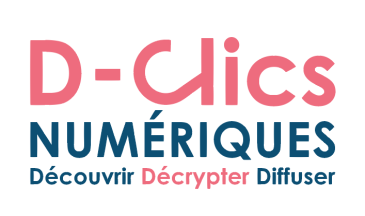 D-Clics
NUMÉRIQUES
Découvrir Décrypter Diffuser